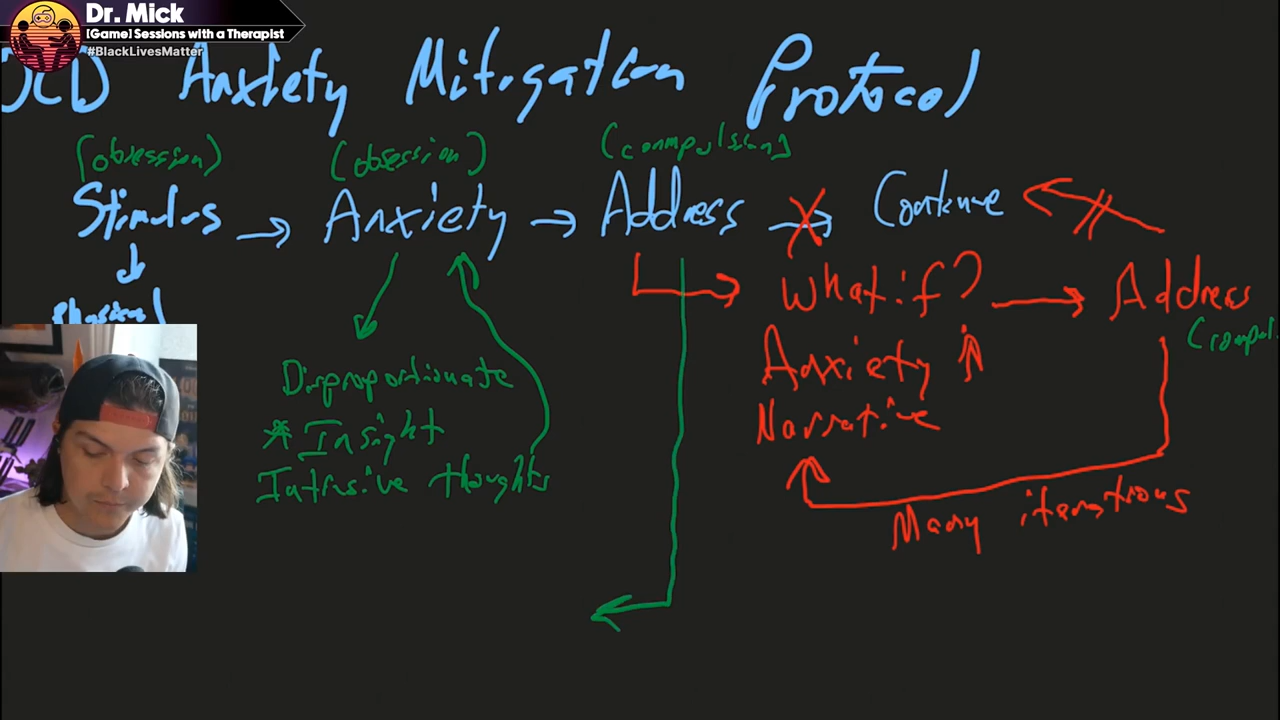 Dr. Mick
[Game] Sessions with a Therapist
#BlackLivesMatter
OCD Anxiety Mitigation Protocol
(obsession) (obsession) (compulsion)
Stimulus → Anxiety → Address → Continue
What if? → Address
(compul
Anxiety ↑
Narrative
Disproportionate
* Insight
Intrusive thoughts
Many iterations